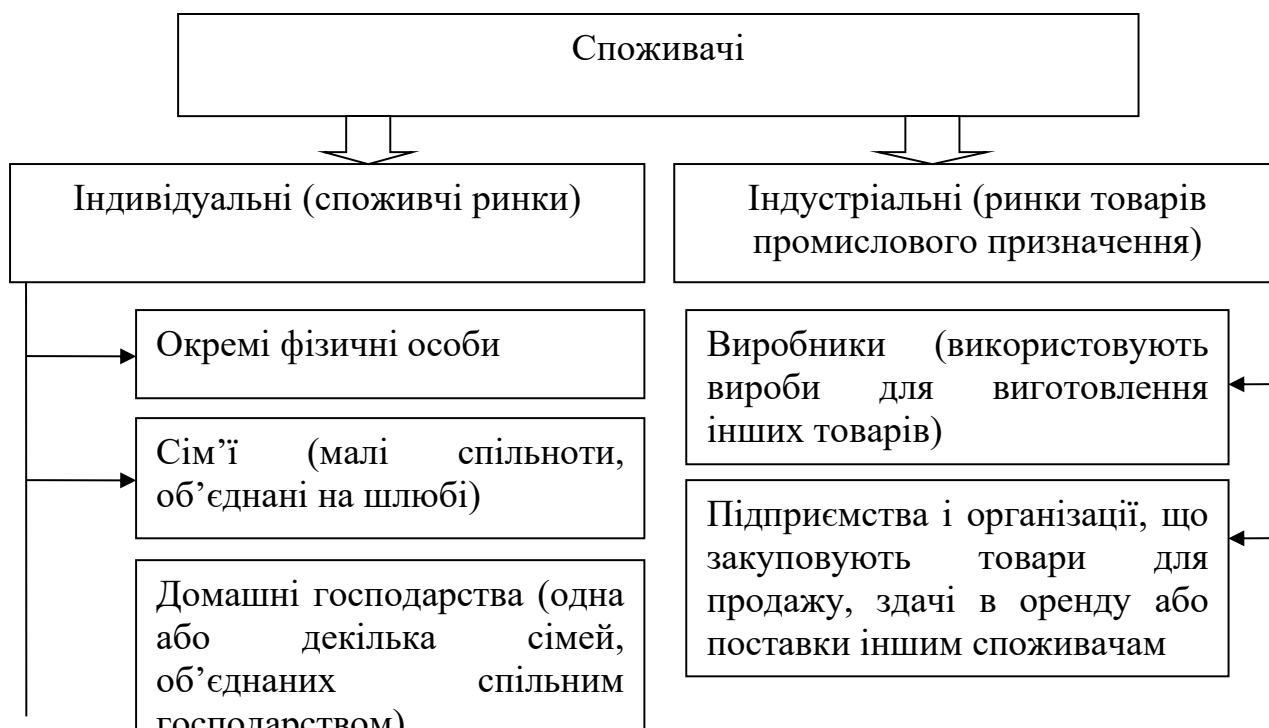 Споживачі
Індивідуальні (споживчі ринки)
Індустріальні (ринки товарів
промислового призначення)
Окремі фізичні особи
Сім’ї (малі спільноти,
об’єднані на шлюбі)
Домашні господарства (одна
або декілька сімей,
об’єднаних спільним
господарством)
Виробники (використовують
вироби для виготовлення
інших товарів)
Підприємства і організації, що
закуповують товари для
продажу, здачі в оренду або
поставки іншим споживачам